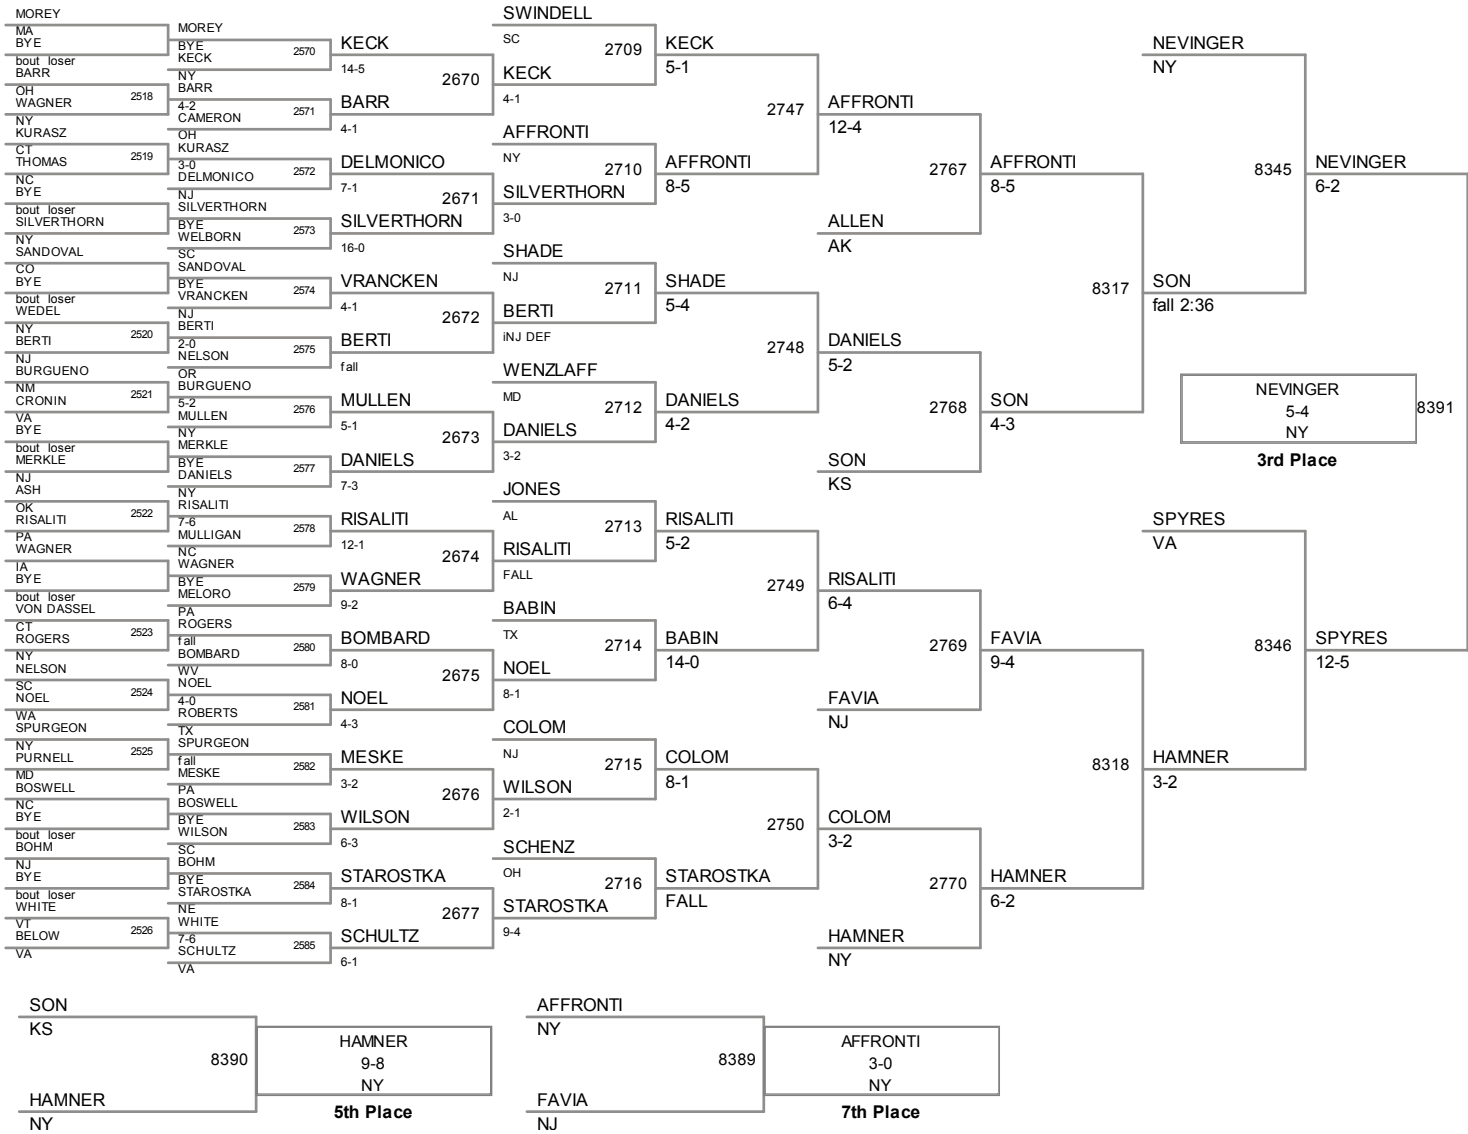 MOREY
MA
BYE
bout loser
BARR
OH
WAGNER
2518
NY
KURASZ
CT
THOMAS
2519
NC
BYE
bout loser
SILVERTHORN
NY
SANDOVAL
CO
BYE
bout loser
WEDEL
NY
BERTI
2520
NJ
BURGUENO
NM
CRONIN
2521
VA
BYE
bout loser
MERKLE
NJ
ASH
OK
RISALITI
2522
PA
WAGNER
IA
BYE
bout loser
VON DASSEL
CT
ROGERS
2523
NY
NELSON
SC
NOEL
2524
WA
SPURGEON
NY
PURNELL
2525
MD
BOSWELL
NC
BYE
bout loser
BOHM
NJ
BYE
bout loser
WHITE
VT
BELOW
2526
VA
MOREY
BYE
KECK
2570
NY
BARR
4-2
CAMERON
2571
OH
KURASZ
3-0
DELMONICO
2572
NJ
SILVERTHORN
BYE
WELBORN
2573
SC
SANDOVAL
BYE
VRANCKEN
2574
NJ
BERTI
2-0
NELSON
2575
OR
BURGUENO
5-2
MULLEN
2576
NY
MERKLE
BYE
DANIELS
2577
NY
RISALITI
7-6
MULLIGAN
2578
NC
WAGNER
BYE
MELORO
2579
PA
ROGERS
fall
BOMBARD
2580
WV
NOEL
4-0
ROBERTS
2581
TX
SPURGEON
fall
MESKE
2582
PA
BOSWELL
BYE
WILSON
2583
SC
BOHM
BYE
STAROSTKA
2584
NE
WHITE
7-6
SCHULTZ
2585
VA
KECK
14-5
2670
BARR
4-1
DELMONICO
7-1
2671
SILVERTHORN
16-0
VRANCKEN
4-1
2672
BERTI
fall
MULLEN
5-1
2673
DANIELS
7-3
RISALITI
12-1
2674
WAGNER
9-2
BOMBARD
8-0
2675
NOEL
4-3
MESKE
3-2
2676
WILSON
6-3
STAROSTKA
8-1
2677
SCHULTZ
6-1
SWINDELL
SC
2709
KECK
4-1
AFFRONTI
NY
2710
SILVERTHORN
3-0
SHADE
NJ
2711
BERTI
iNJ DEF
WENZLAFF
MD
2712
DANIELS
3-2
JONES
AL
2713
RISALITI
FALL
BABIN
TX
2714
NOEL
8-1
COLOM
NJ
2715
WILSON
2-1
SCHENZ
OH
2716
STAROSTKA
9-4
KECK
5-1
2747
AFFRONTI
8-5
SHADE
5-4
2748
DANIELS
4-2
RISALITI
5-2
2749
BABIN
14-0
COLOM
8-1
2750
STAROSTKA
FALL
AFFRONTI
12-4
2767
ALLEN
AK
DANIELS
5-2
2768
SON
KS
RISALITI
6-4
2769
FAVIA
NJ
COLOM
3-2
2770
HAMNER
NY
AFFRONTI
8-5
8317
SON
4-3
FAVIA
9-4
8318
HAMNER
6-2
NEVINGER
NY
8345
SON
fall 2:36
SPYRES
VA
8346
HAMNER
3-2
NEVINGER
6-2
SPYRES
12-5
NEVINGER
5-4
NY
8391
3rd Place
SON
KS
8390
HAMNER
NY
HAMNER
9-8
NY
5th Place
AFFRONTI
NY
8389
FAVIA
NJ
AFFRONTI
3-0
NY
7th Place